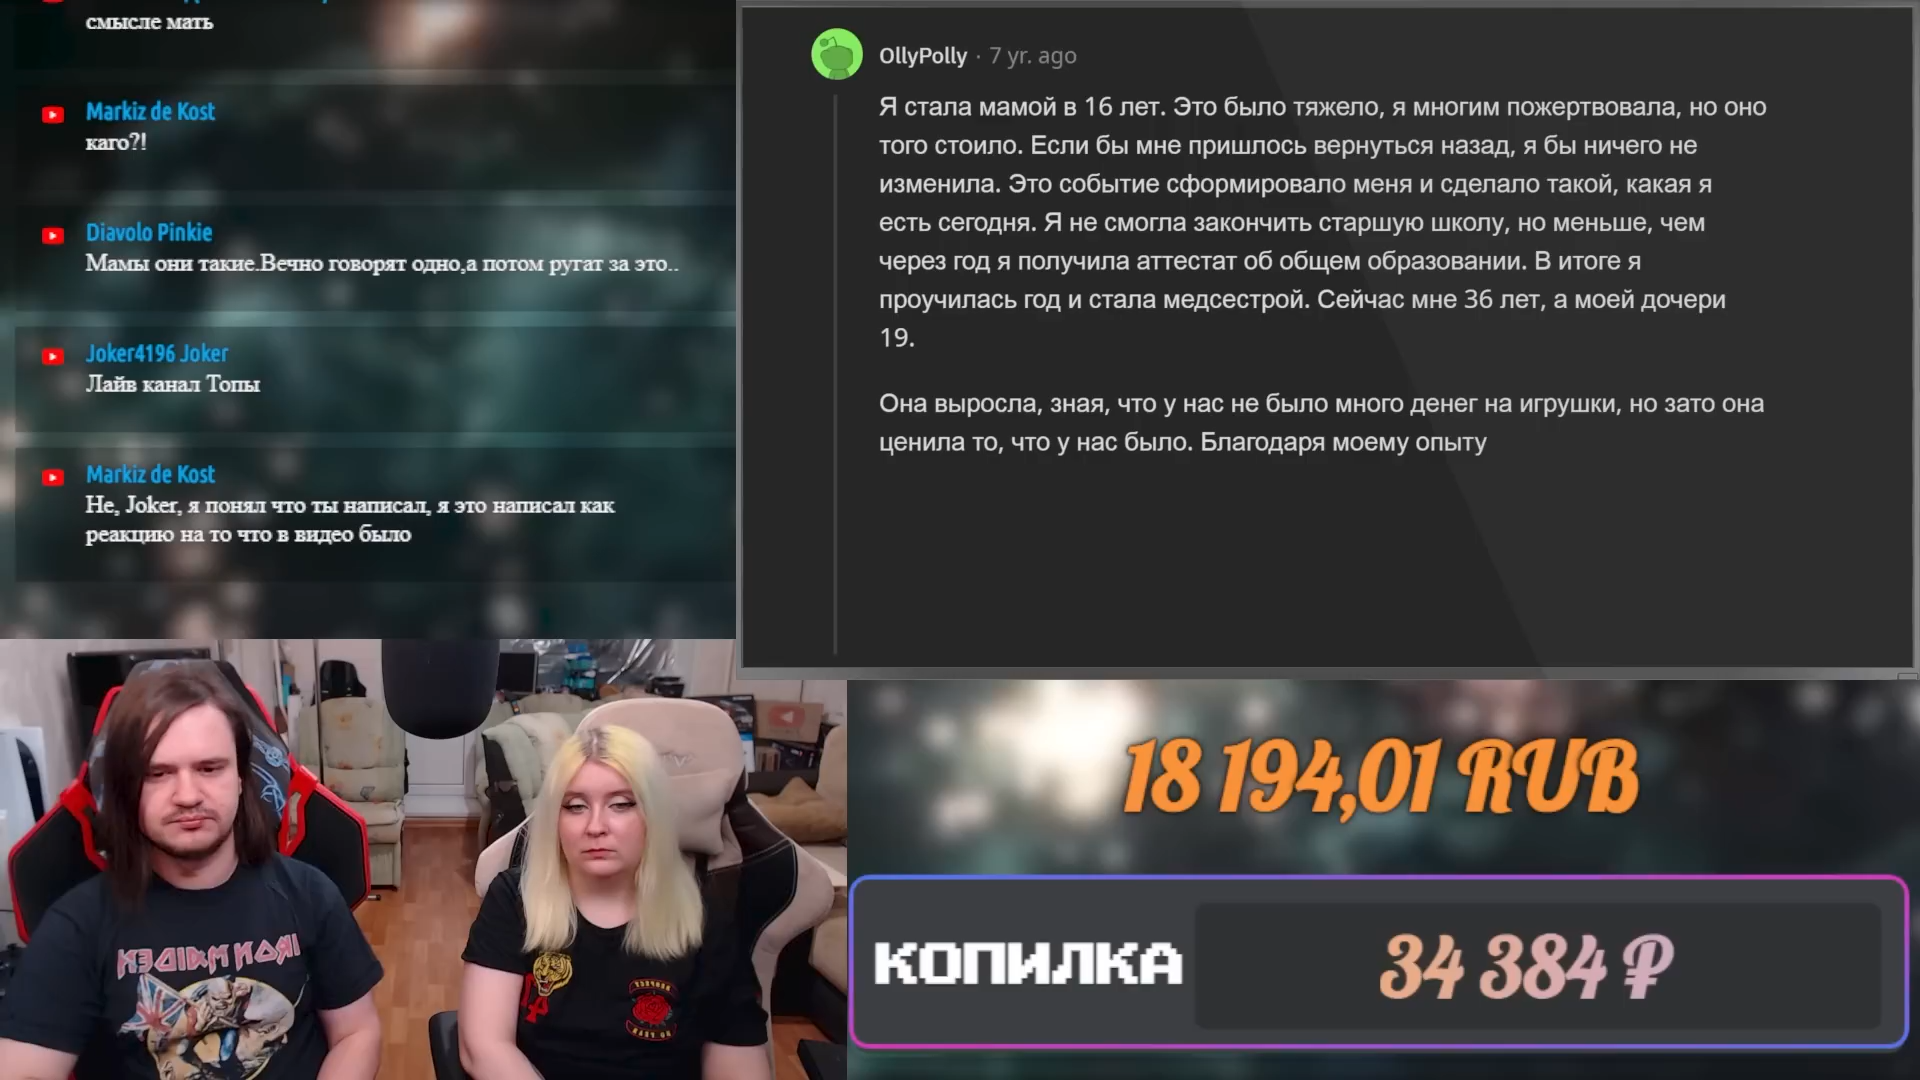 смысле мать
Markiz de Kost
каго?!
Diavolo Pinkie
Мамы они такие.Вечно говорят одно,а потом ругат за это..
Joker4196 Joker
Лайв канал Топы
Markiz de Kost
Не, Joker, я понял что ты написал, я это написал как
реакцию на то что в видео было
OllyPolly · 7 yr. ago
Я стала мамой в 16 лет. Это было тяжело, я многим пожертвовала, но оно
того стоило. Если бы мне пришлось вернуться назад, я бы ничего не
изменила. Это событие сформировало меня и сделало такой, какая я
есть сегодня. Я не смогла закончить старшую школу, но меньше, чем
через год я получила аттестат об общем образовании. В итоге я
проучилась год и стала медсестрой. Сейчас мне 36 лет, а моей дочери
19.
Она выросла, зная, что у нас не было много денег на игрушки, но зато она
ценила то, что у нас было. Благодаря моему опыту
18 194,01 RUB
КОПИЛКА
34 384 ₽